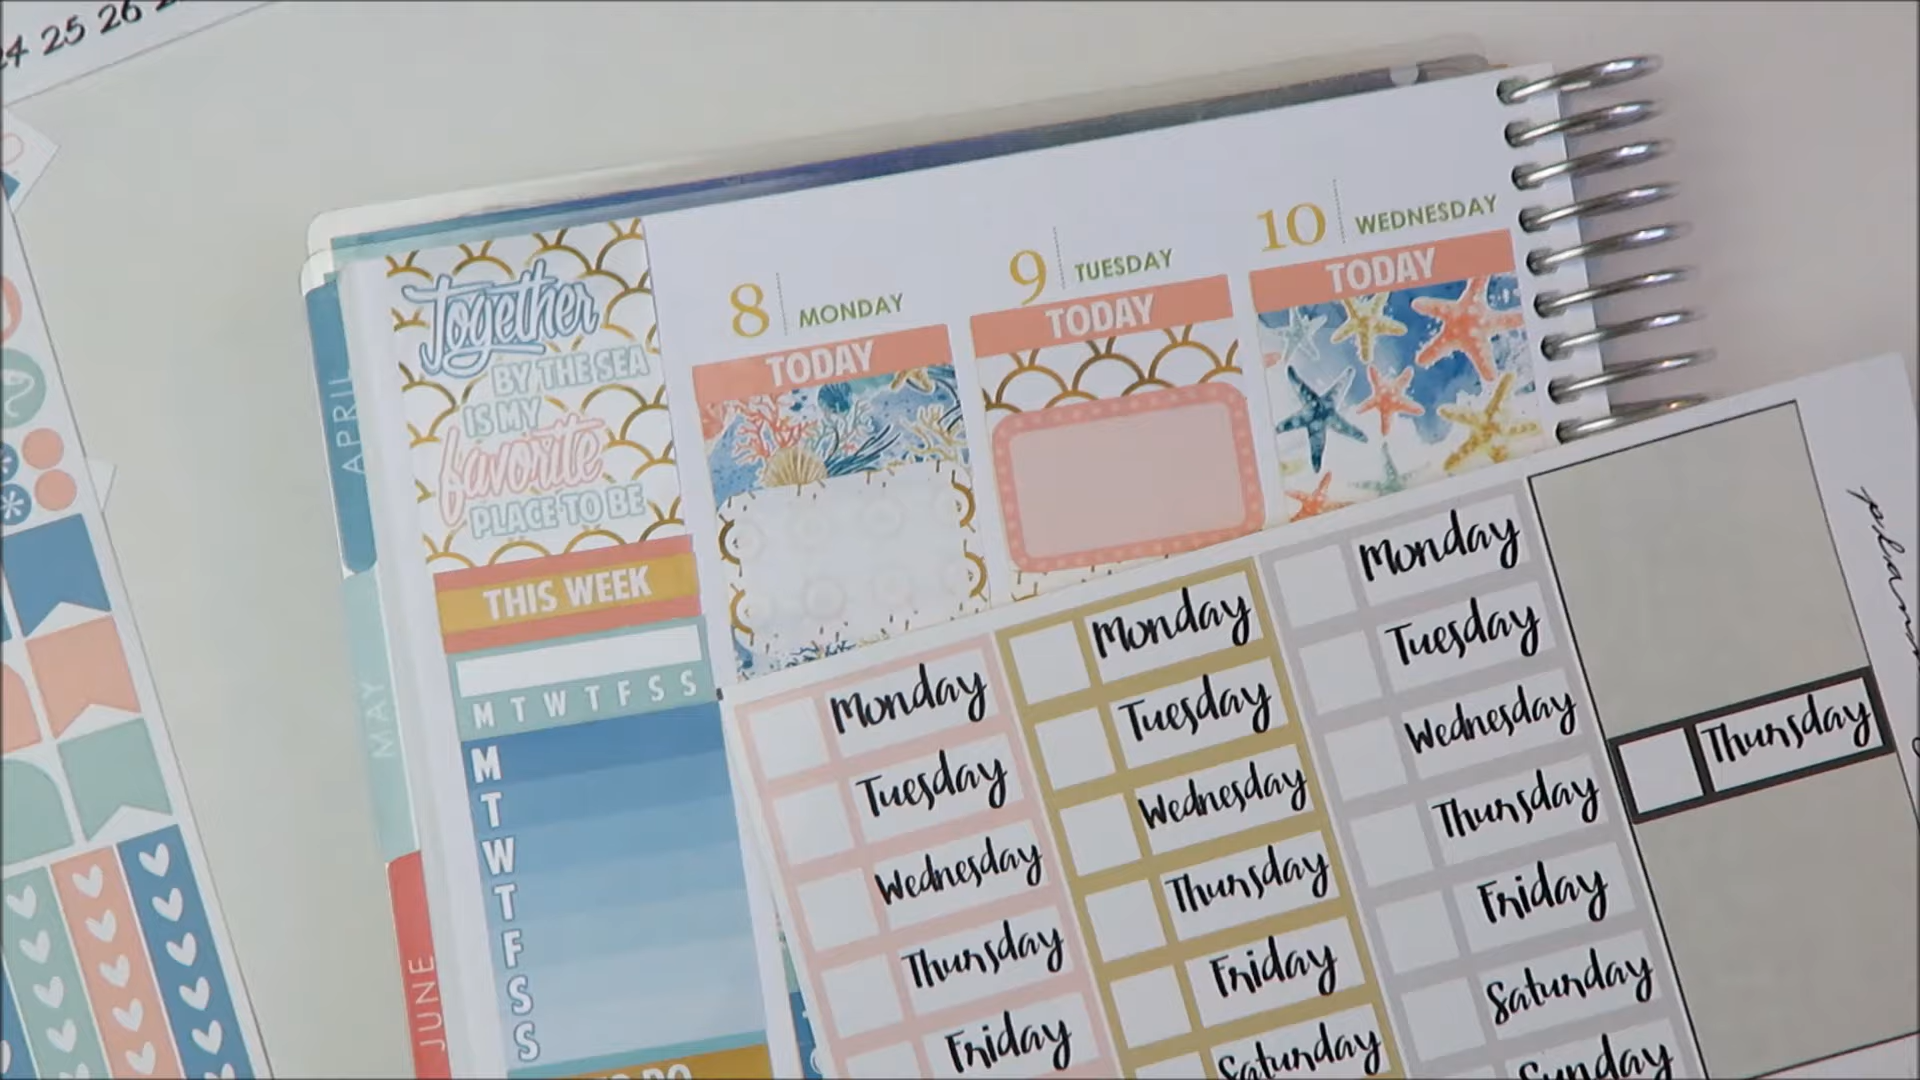 25 26
Together
BY THE SEA
IS MY
favorite
PLACE TO BE
THIS WEEK
M T W T F S S
M
T
W
T
F
S
S
TO DO
APRIL
MAY
JUNE
8 MONDAY
TODAY
9 TUESDAY
TODAY
10 WEDNESDAY
TODAY
Monday
Tuesday
Wednesday
Thursday
Friday
Monday
Tuesday
Wednesday
Thursday
Friday
Saturday
Monday
Tuesday
Wednesday
Thursday
Friday
Saturday
Sunday
Thursday